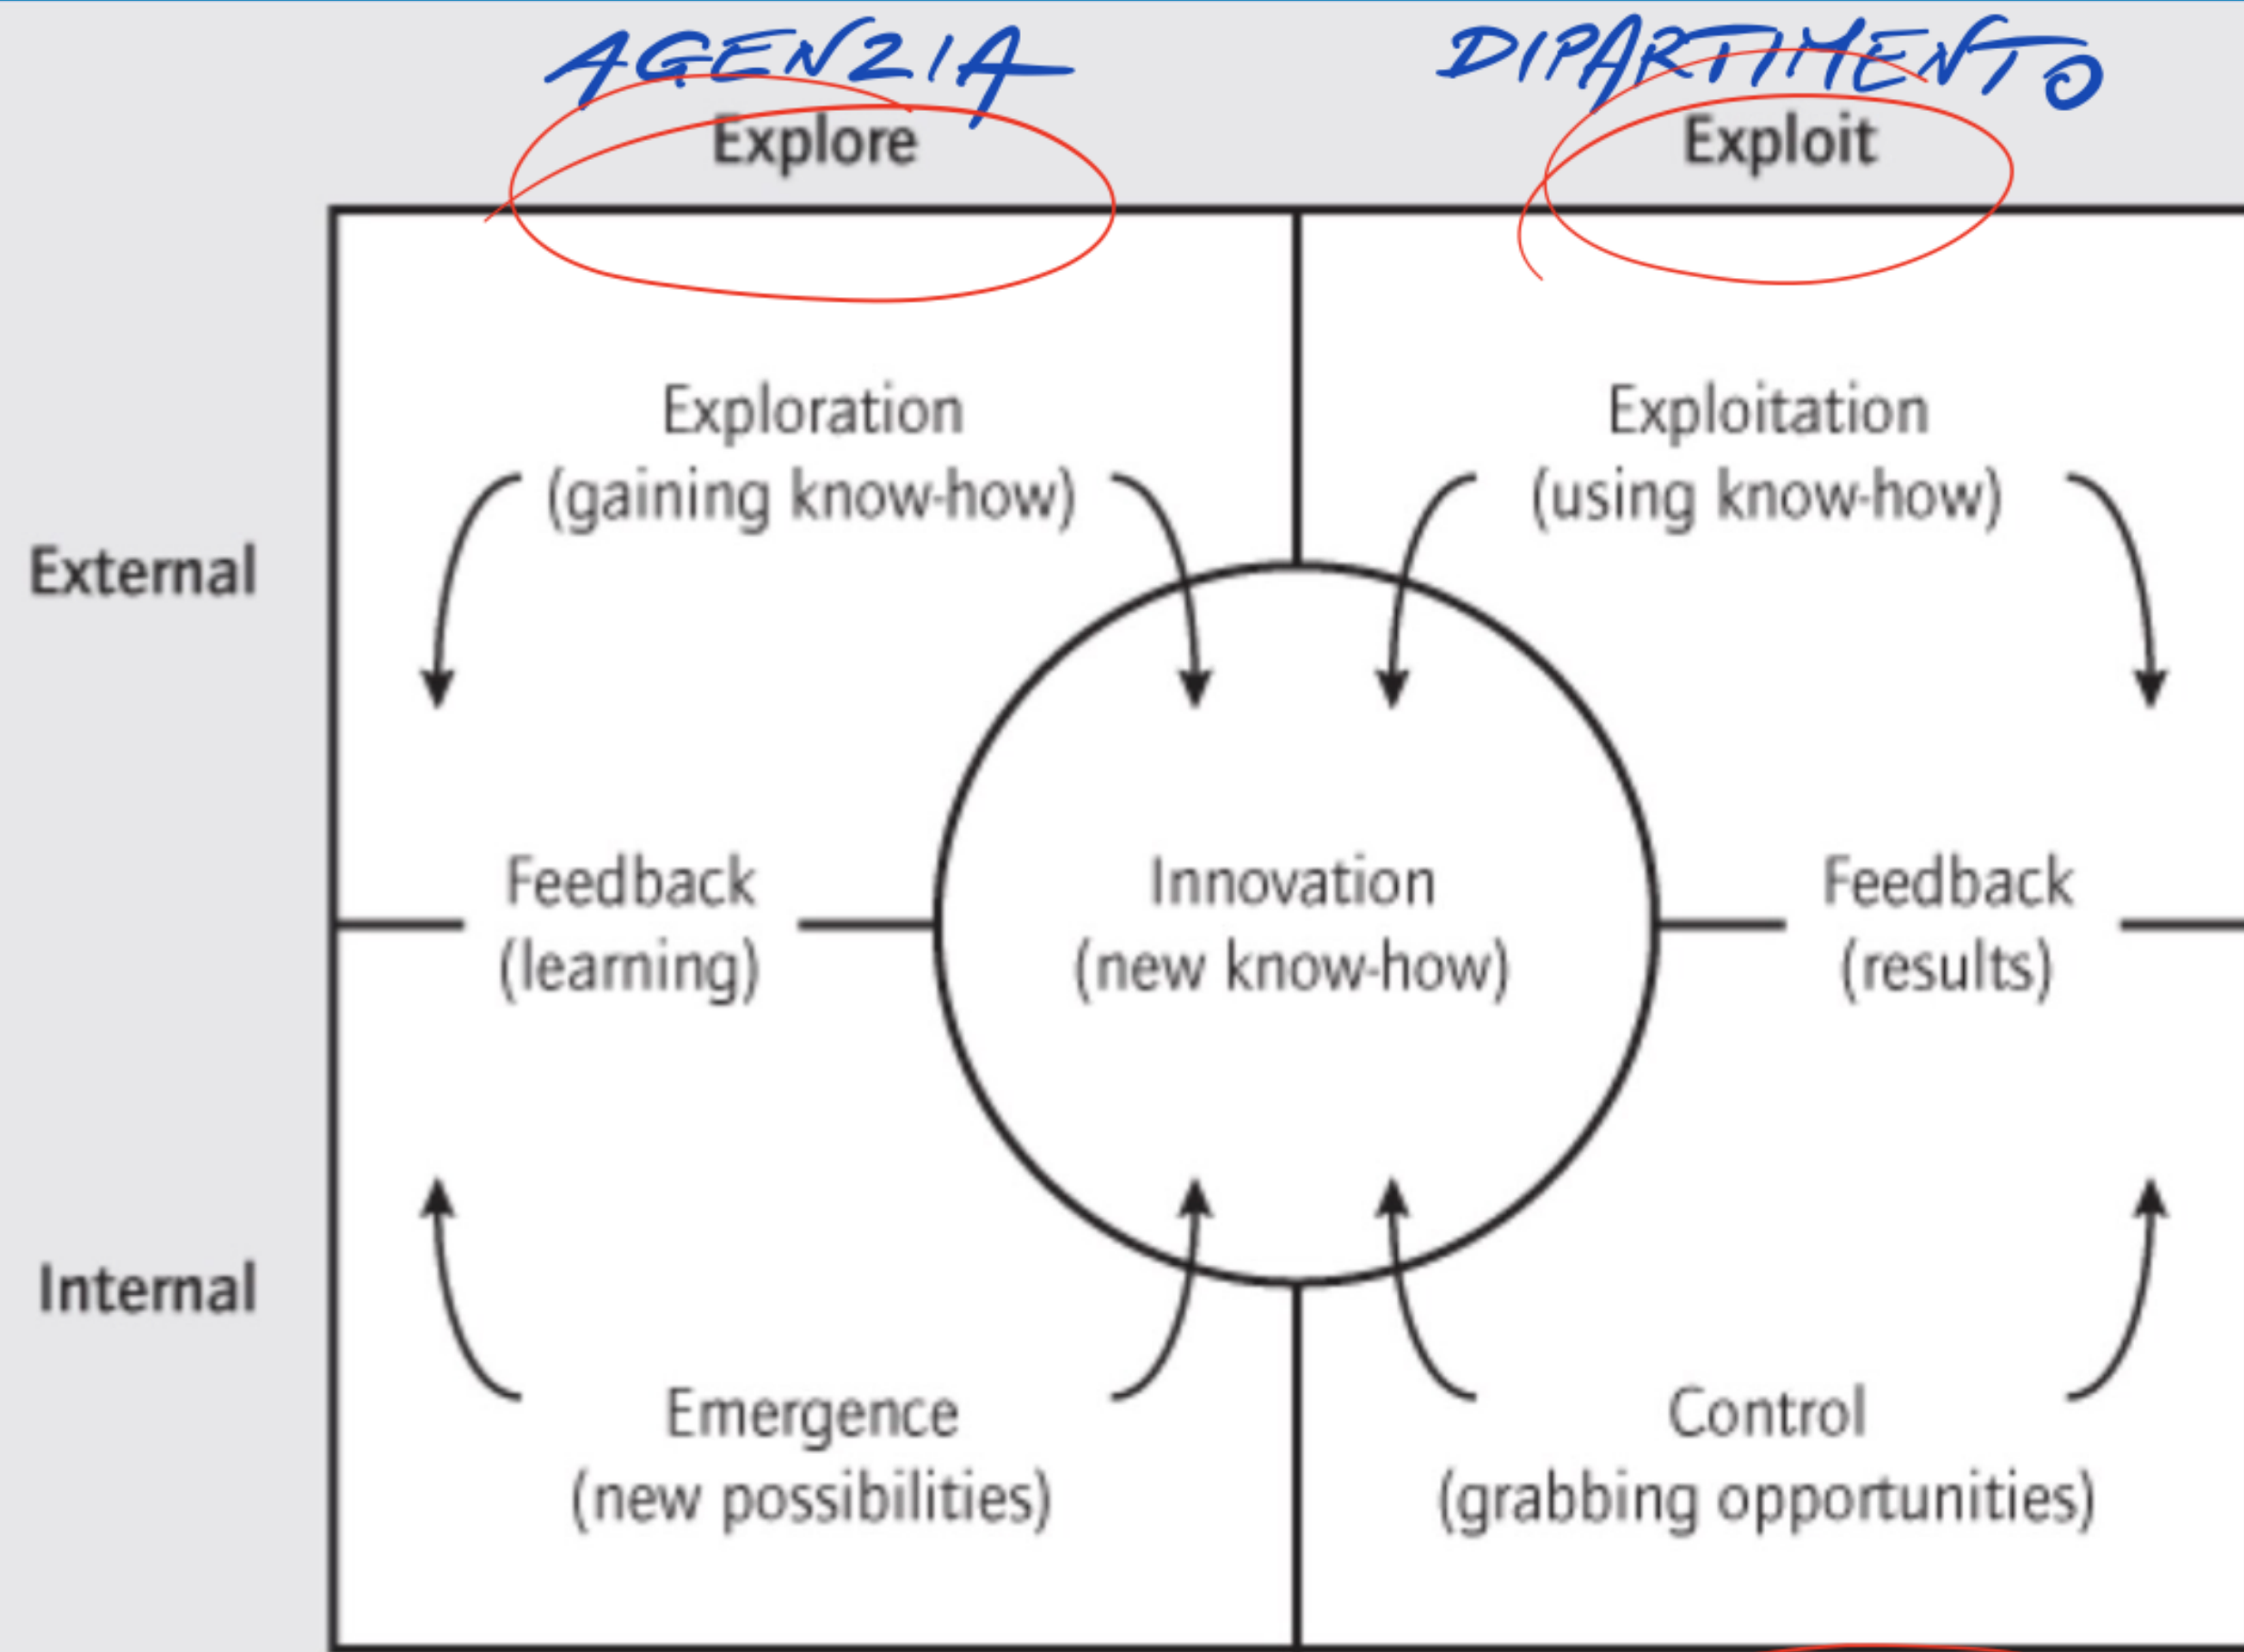 AGENZIA
DIPARTIMENTO
Explore
Exploit
Exploration
(gaining know-how)
Exploitation
(using know-how)
External
Feedback
(learning)
Innovation
(new know-how)
Feedback
(results)
Internal
Emergence
(new possibilities)
Control
(grabbing opportunities)